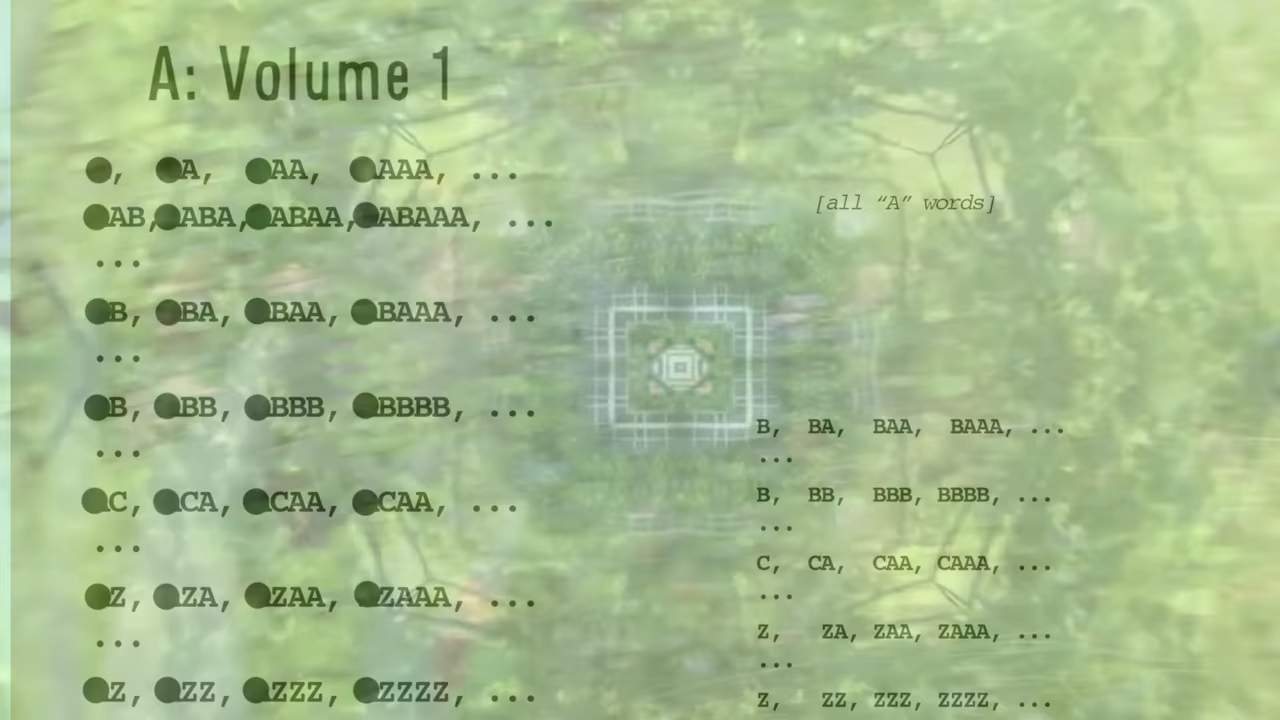 A: Volume 1
●, ●A, ●AA, ●AAA, ...
●AB, ●ABA, ●ABAA, ●ABAAA, ...
...
●B, ●BA, ●BAA, ●BAAA, ...
...
●B, ●BB, ●BBB, ●BBBB, ...
...
●C, ●CA, ●CAA, ●CAA, ...
...
●Z, ●ZA, ●ZAA, ●ZAAA, ...
...
●Z, ●ZZ, ●ZZZ, ●ZZZZ, ...
[all “A” words]
B, BA, BAA, BAAA, ...
...
B, BB, BBB, BBBB, ...
...
C, CA, CAA, CAAA, ...
...
Z, ZA, ZAA, ZAAA, ...
...
Z, ZZ, ZZZ, ZZZZ, ...